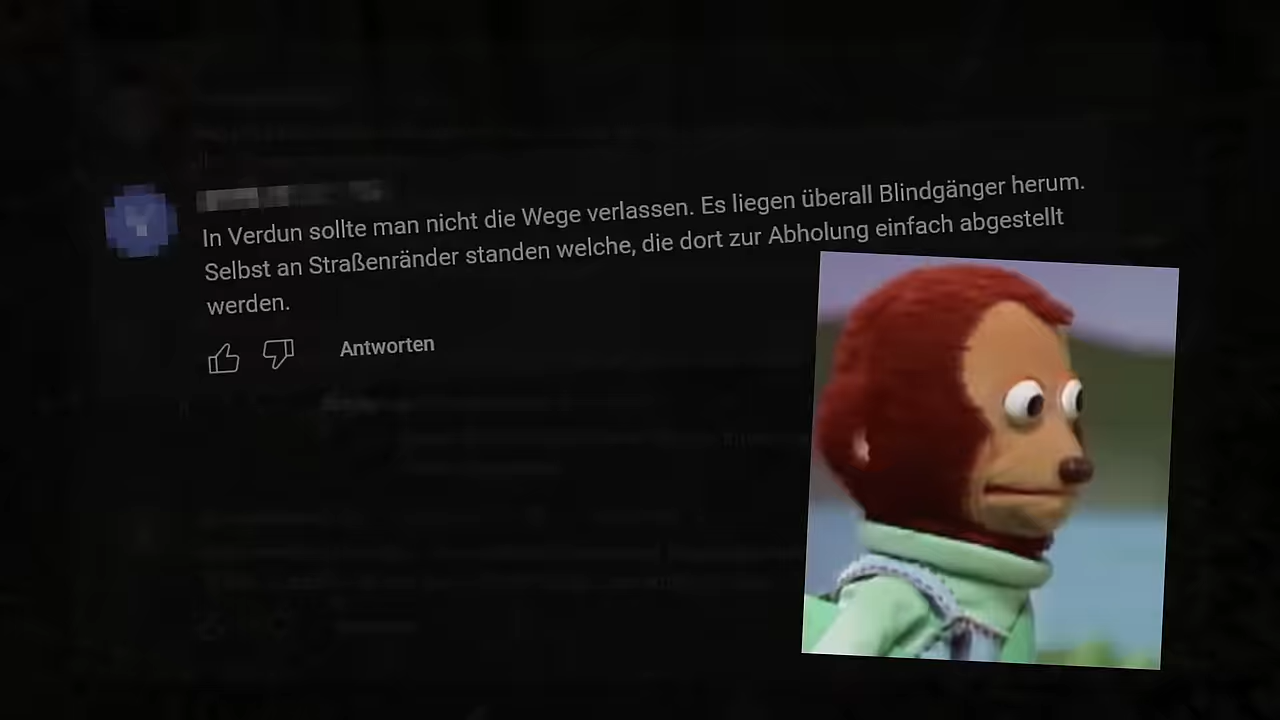 In Verdun sollte man nicht die Wege verlassen. Es liegen überall Blindgänger herum.
Selbst an Straßenränder standen welche, die dort zur Abholung einfach abgestellt
werden.
Antworten